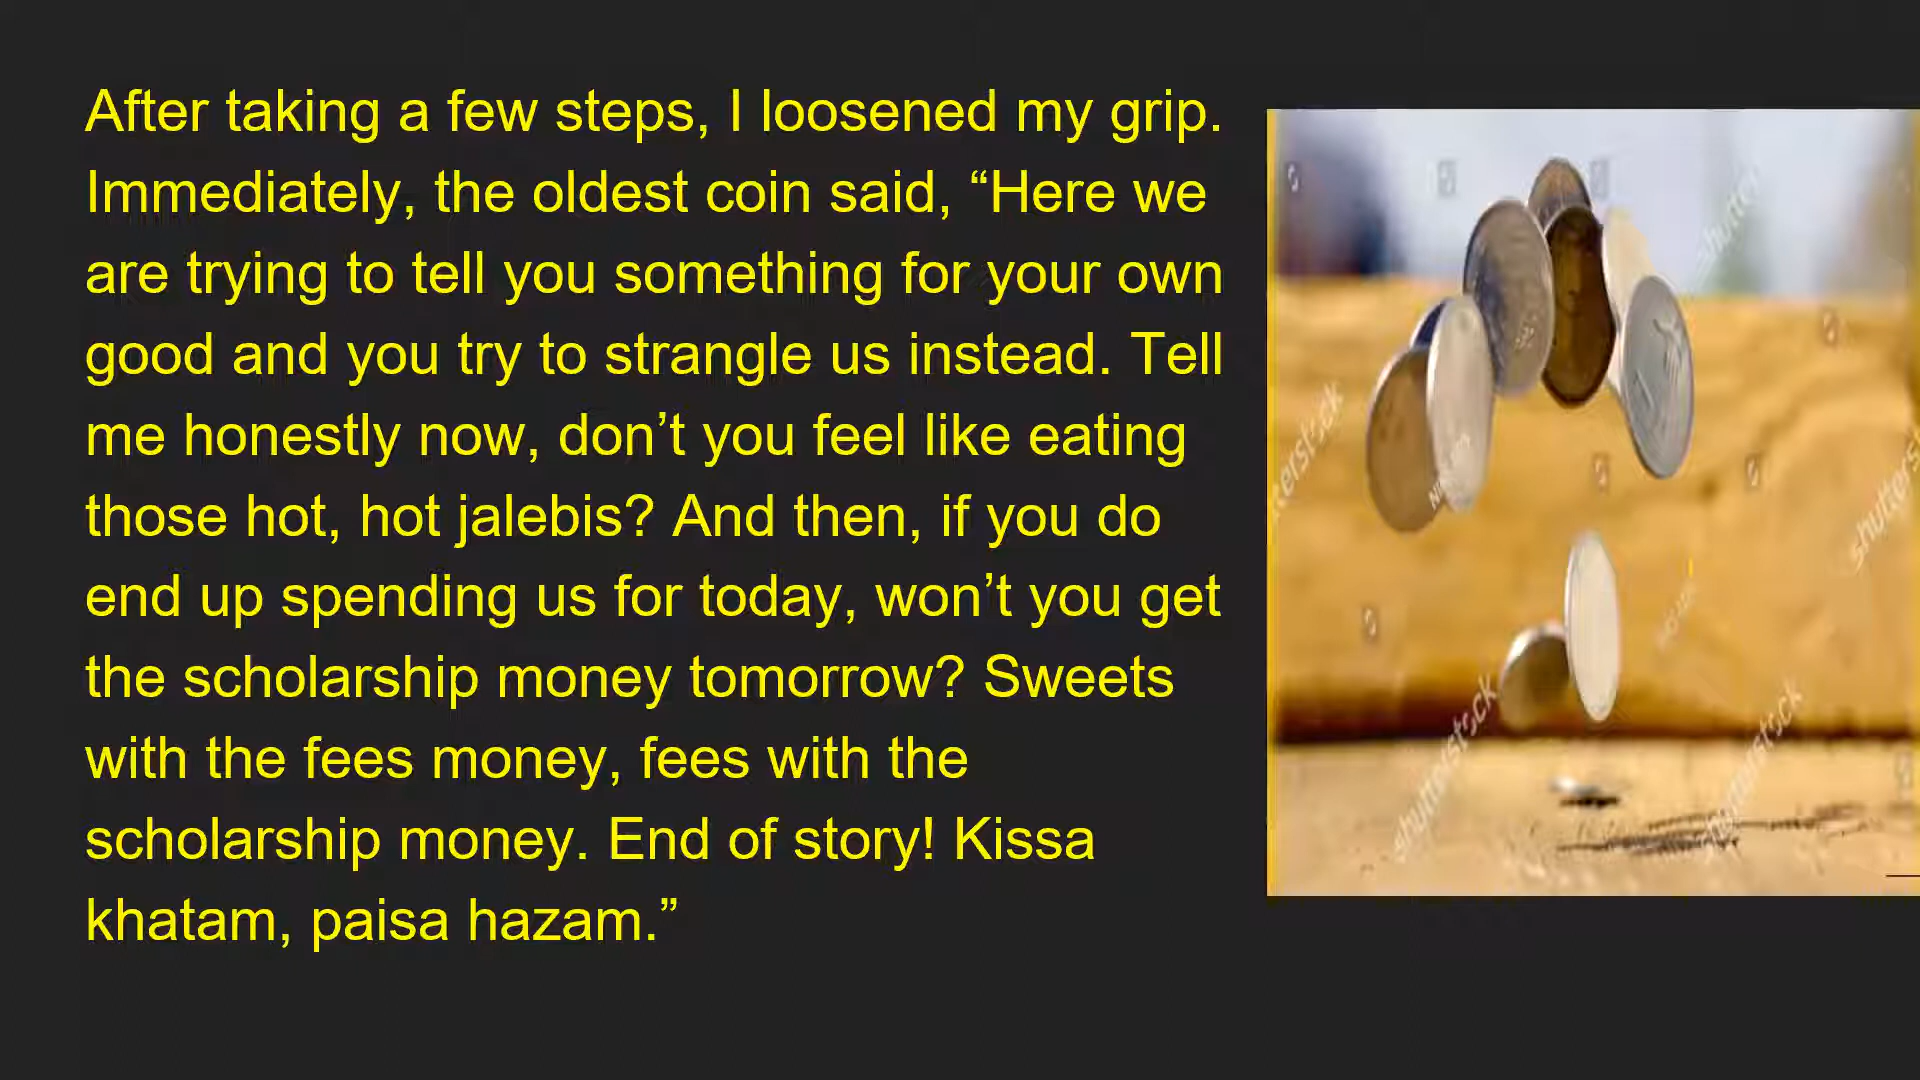 After taking a few steps, I loosened my grip.
Immediately, the oldest coin said, “Here we
are trying to tell you something for your own
good and you try to strangle us instead. Tell
me honestly now, don’t you feel like eating
those hot, hot jalebis? And then, if you do
end up spending us for today, won’t you get
the scholarship money tomorrow? Sweets
with the fees money, fees with the
scholarship money. End of story! Kissa
khatam, paisa hazam.”
shutterstock
shutterstock